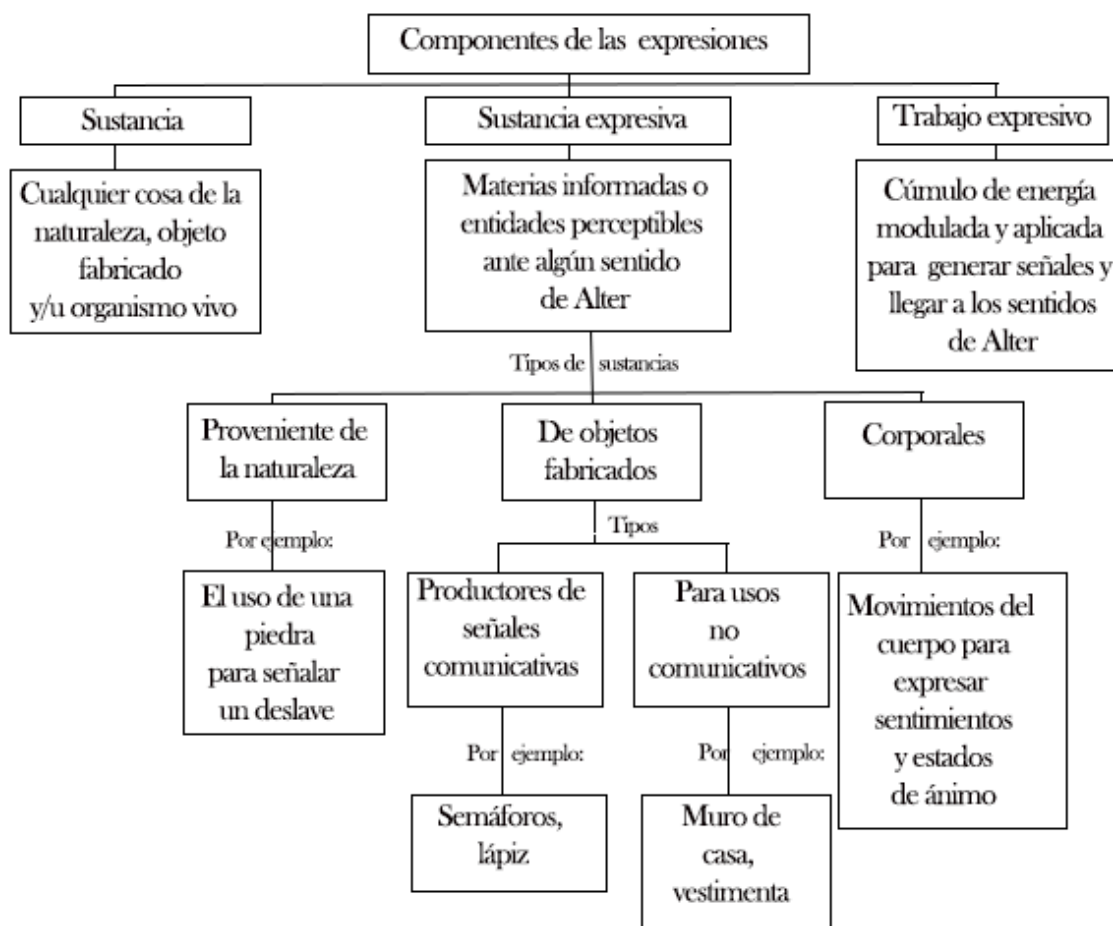 Componentes de las expresiones
Sustancia
Sustancia expresiva
Trabajo expresivo
Cualquier cosa de la
naturaleza, objeto
fabricado
y/u organismo vivo
Materias informadas o
entidades perceptibles
ante algún sentido
de Alter
Cúmulo de energía
modulada y aplicada
para generar señales y
llegar a los sentidos
de Alter
Tipos de sustancias
Proveniente de
la naturaleza
De objetos
fabricados
Corporales
Por ejemplo:
Tipos
Por ejemplo:
El uso de una
piedra
para señalar
un deslave
Productores de
señales
comunicativas
Para usos
no
comunicativos
Movimientos del
cuerpo para
expresar
sentimientos
y estados
de ánimo
Por ejemplo:
Por ejemplo:
Semáforos,
lápiz
Muro de
casa,
vestimenta